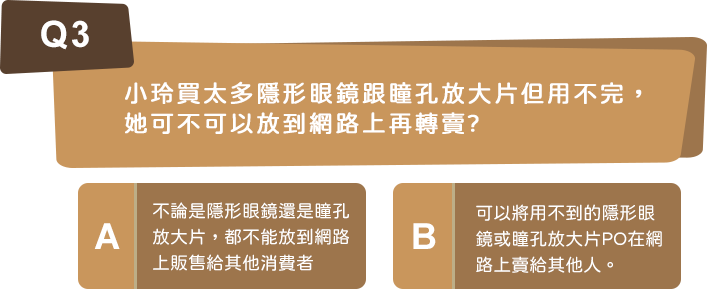 Q3
小玲買太多隱形眼鏡跟瞳孔放大片但用不完，
她可不可以放到網路上再轉賣?
A
不論是隱形眼鏡還是瞳孔
放大片，都不能放到網路
上販售給其他消費者
B
可以將用不到的隱形眼
鏡或瞳孔放大片PO在網
路上賣給其他人。